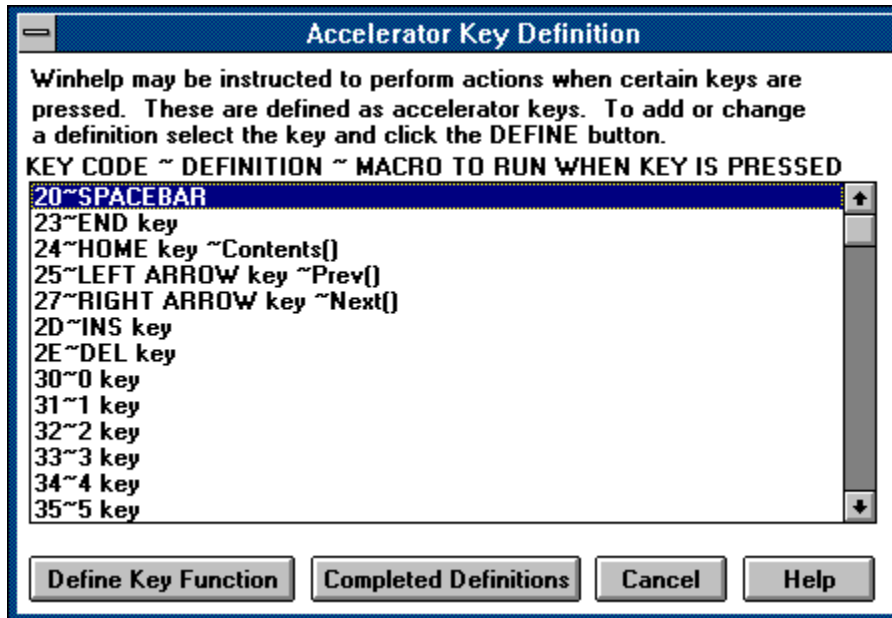 Accelerator Key Definition
Winhelp may be instructed to perform actions when certain keys are
pressed.  These are defined as accelerator keys.  To add or change
a definition select the key and click the DEFINE button.
KEY CODE ~ DEFINITION ~ MACRO TO RUN WHEN KEY IS PRESSED
20~SPACEBAR
23~END key
24~HOME key ~Contents()
25~LEFT ARROW key ~Prev()
27~RIGHT ARROW key ~Next()
2D~INS key
2E~DEL key
30~0 key
31~1 key
32~2 key
33~3 key
34~4 key
35~5 key
Define Key Function Completed Definitions Cancel Help